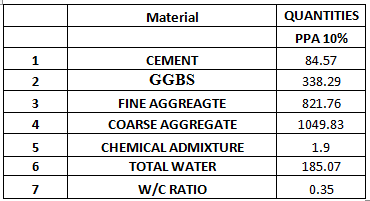 Material QUANTITIES
PPA 10%
1 CEMENT 84.57
2 GGBS 338.29
3 FINE AGGREAGTE 821.76
4 COARSE AGGREGATE 1049.83
5 CHEMICAL ADMIXTURE 1.9
6 TOTAL WATER 185.07
7 W/C RATIO 0.35